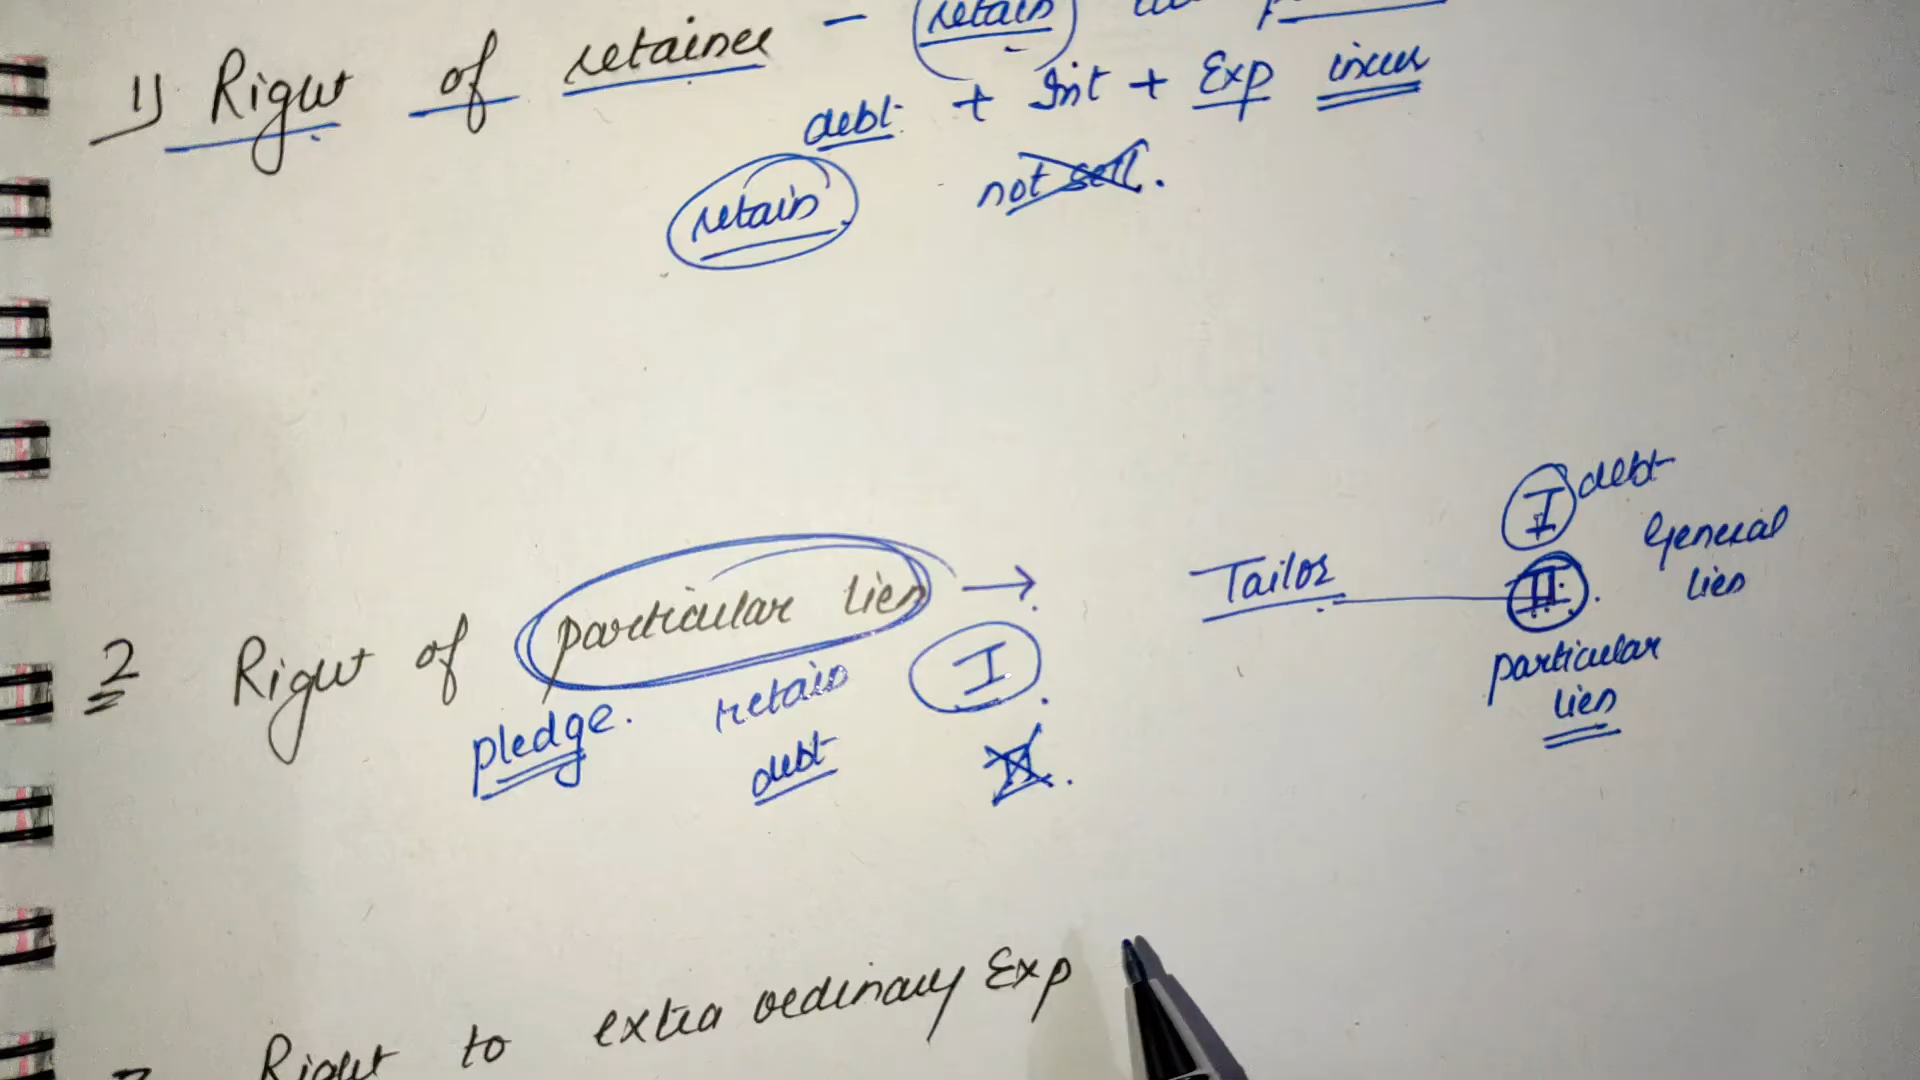 1) Right of retainer - retain
debt + Int + Exp incur
retain not sell.
2 Right of particular lien →
pledge. retain I.
debt II.
Tailor
I debt
II. General
lien
particular
lien
Right to extra ordinary Exp